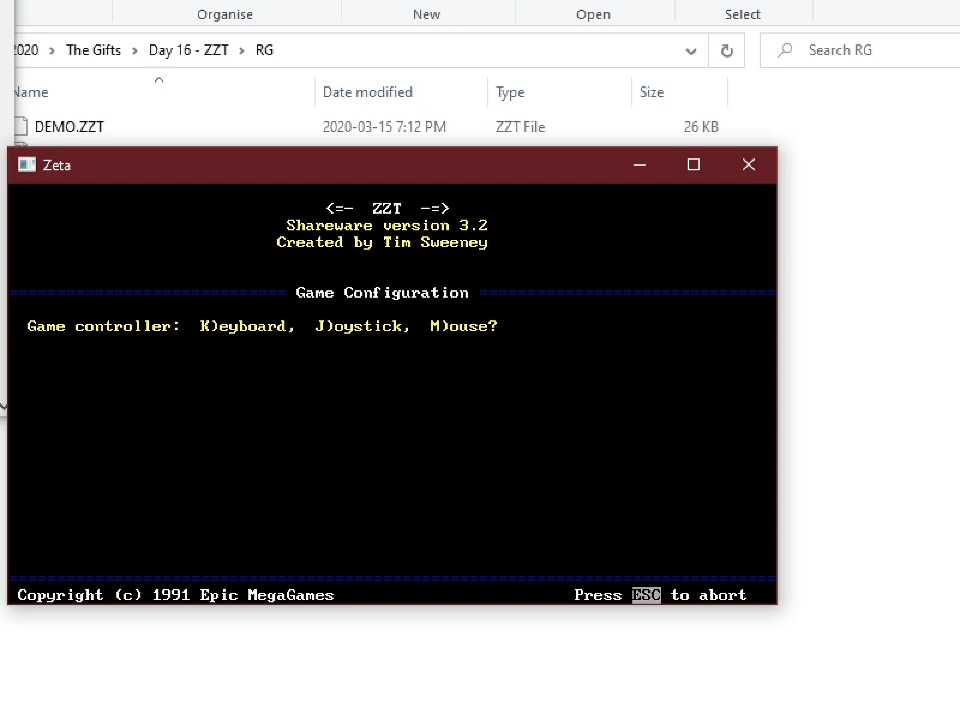 Organise New Open Select
2020 > The Gifts > Day 16 - ZZT > RG Search RG
Name Date modified Type Size
DEMO.ZZT 2020-03-15 7:12 PM ZZT File 26 KB
Zeta
<=- ZZT -=>
Shareware version 3.2
Created by Tim Sweeney
Game Configuration
Game controller: K)eyboard, J)oystick, M)ouse?
Copyright (c) 1991 Epic MegaGames Press ESC to abort